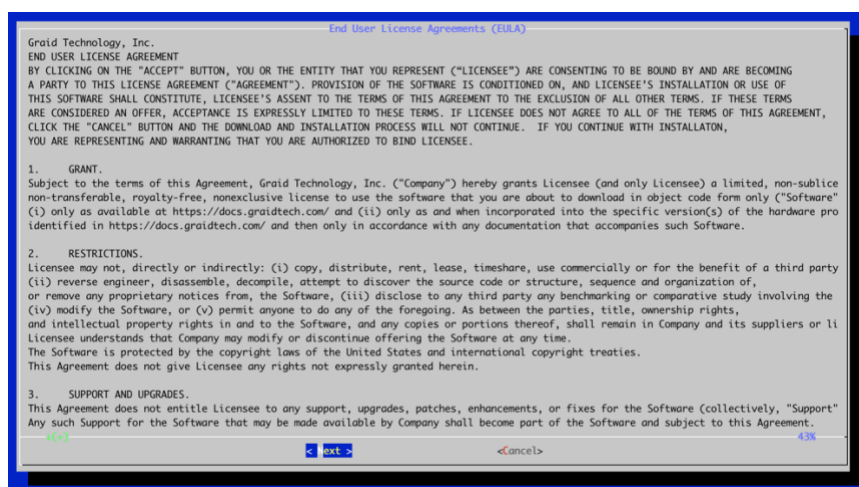 End User License Agreements (EULA)
Graid Technology, Inc.
END USER LICENSE AGREEMENT
BY CLICKING ON THE "ACCEPT" BUTTON, YOU OR THE ENTITY THAT YOU REPRESENT (“LICENSEE”) ARE CONSENTING TO BE BOUND BY AND ARE BECOMING
A PARTY TO THIS LICENSE AGREEMENT ("AGREEMENT"). PROVISION OF THE SOFTWARE IS CONDITIONED ON, AND LICENSEE'S INSTALLATION OR USE OF
THIS SOFTWARE SHALL CONSTITUTE, LICENSEE'S ASSENT TO THE TERMS OF THIS AGREEMENT TO THE EXCLUSION OF ALL OTHER TERMS. IF THESE TERMS
ARE CONSIDERED AN OFFER, ACCEPTANCE IS EXPRESSLY LIMITED TO THESE TERMS. IF LICENSEE DOES NOT AGREE TO ALL OF THE TERMS OF THIS AGREEMENT,
CLICK THE "CANCEL" BUTTON AND THE DOWNLOAD AND INSTALLATION PROCESS WILL NOT CONTINUE.  IF YOU CONTINUE WITH INSTALLATON,
YOU ARE REPRESENTING AND WARRANTING THAT YOU ARE AUTHORIZED TO BIND LICENSEE.
1. GRANT.
Subject to the terms of this Agreement, Graid Technology, Inc. ("Company") hereby grants Licensee (and only Licensee) a limited, non-sublice
non-transferable, royalty-free, nonexclusive license to use the software that you are about to download in object code form only ("Software"
(i) only as available at https://docs.graidtech.com/ and (ii) only as and when incorporated into the specific version(s) of the hardware pro
identified in https://docs.graidtech.com/ and then only in accordance with any documentation that accompanies such Software.
2. RESTRICTIONS.
Licensee may not, directly or indirectly: (i) copy, distribute, rent, lease, timeshare, use commercially or for the benefit of a third party
(ii) reverse engineer, disassemble, decompile, attempt to discover the source code or structure, sequence and organization of,
or remove any proprietary notices from, the Software, (iii) disclose to any third party any benchmarking or comparative study involving the
(iv) modify the Software, or (v) permit anyone to do any of the foregoing. As between the parties, title, ownership rights,
and intellectual property rights in and to the Software, and any copies or portions thereof, shall remain in Company and its suppliers or li
Licensee understands that Company may modify or discontinue offering the Software at any time.
The Software is protected by the copyright laws of the United States and international copyright treaties.
This Agreement does not give Licensee any rights not expressly granted herein.
3. SUPPORT AND UPGRADES.
This Agreement does not entitle Licensee to any support, upgrades, patches, enhancements, or fixes for the Software (collectively, "Support"
Any such Support for the Software that may be made available by Company shall become part of the Software and subject to this Agreement.
↓(+) 43%
< Next > <Cancel>